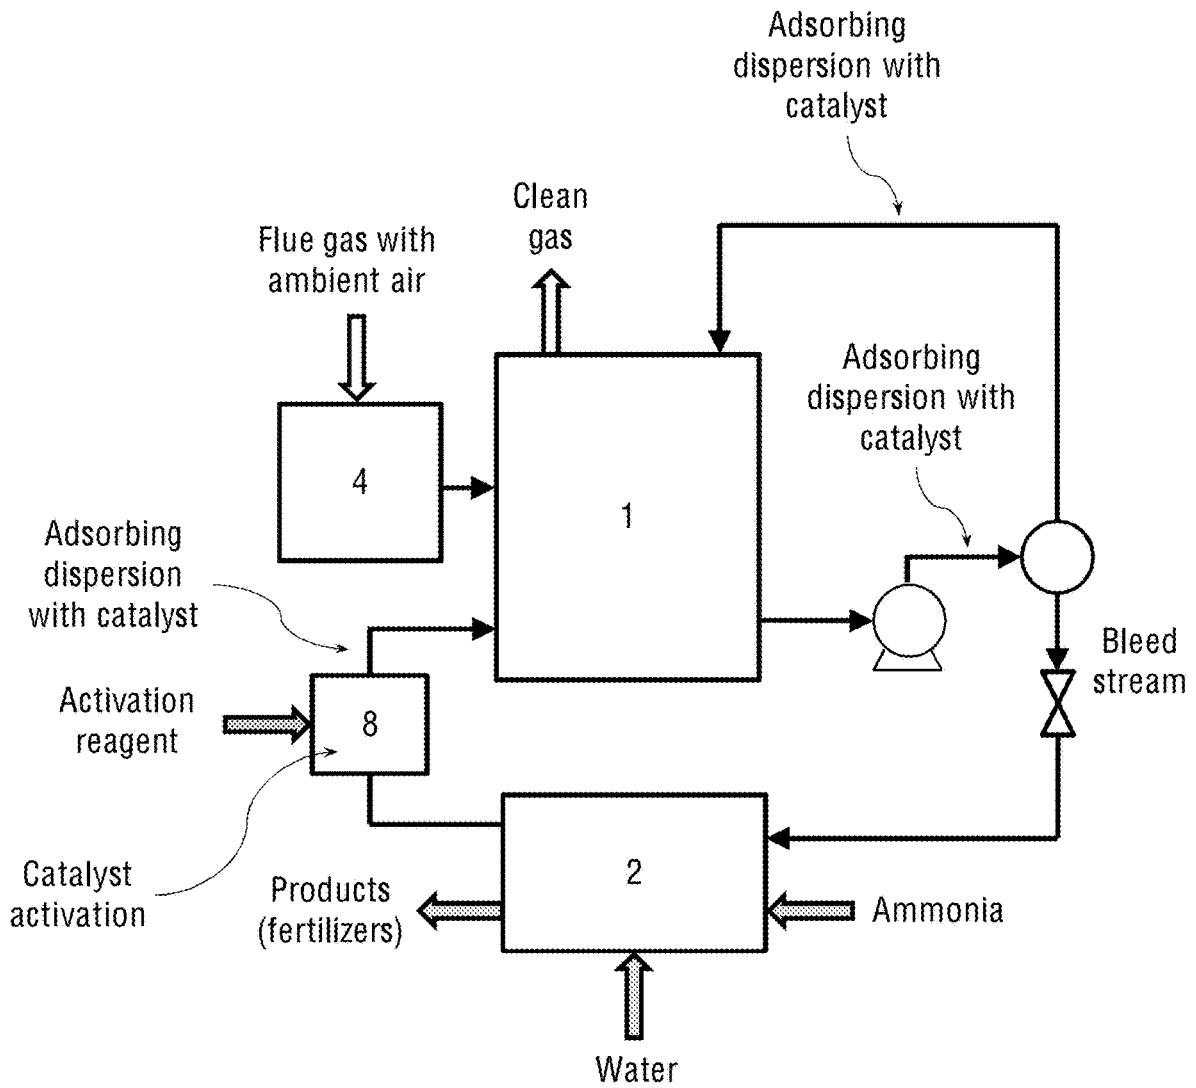 Adsorbing
dispersion with
catalyst
Clean
gas
Flue gas with
ambient air
Adsorbing
dispersion with
catalyst
4
1
Adsorbing
dispersion
with catalyst
Bleed
stream
Activation
reagent
8
2
Catalyst
activation
Products
(fertilizers)
Ammonia
Water